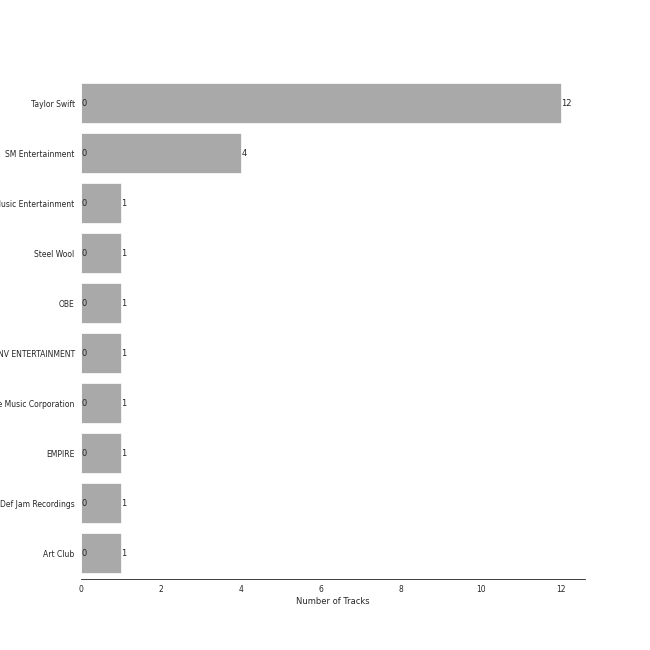 Taylor Swift 0 12
SM Entertainment 0 4
Music Entertainment 0 1
Steel Wool 0 1
OBE 0 1
NV ENTERTAINMENT 0 1
e Music Corporation 0 1
EMPIRE 0 1
Def Jam Recordings 0 1
Art Club 0 1
0 2 4 6 8 10 12
Number of Tracks